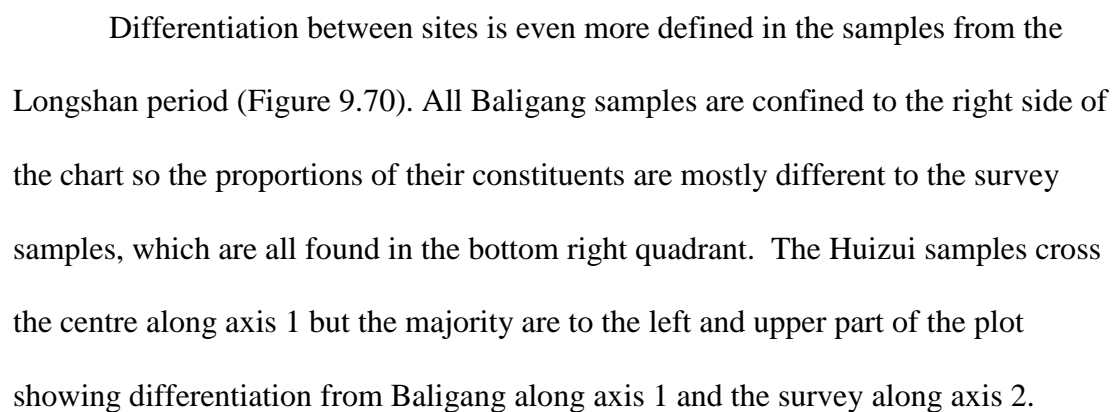 Differentiation between sites is even more defined in the samples from the
Longshan period (Figure 9.70). All Baligang samples are confined to the right side of
the chart so the proportions of their constituents are mostly different to the survey
samples, which are all found in the bottom right quadrant.  The Huizui samples cross
the centre along axis 1 but the majority are to the left and upper part of the plot
showing differentiation from Baligang along axis 1 and the survey along axis 2.